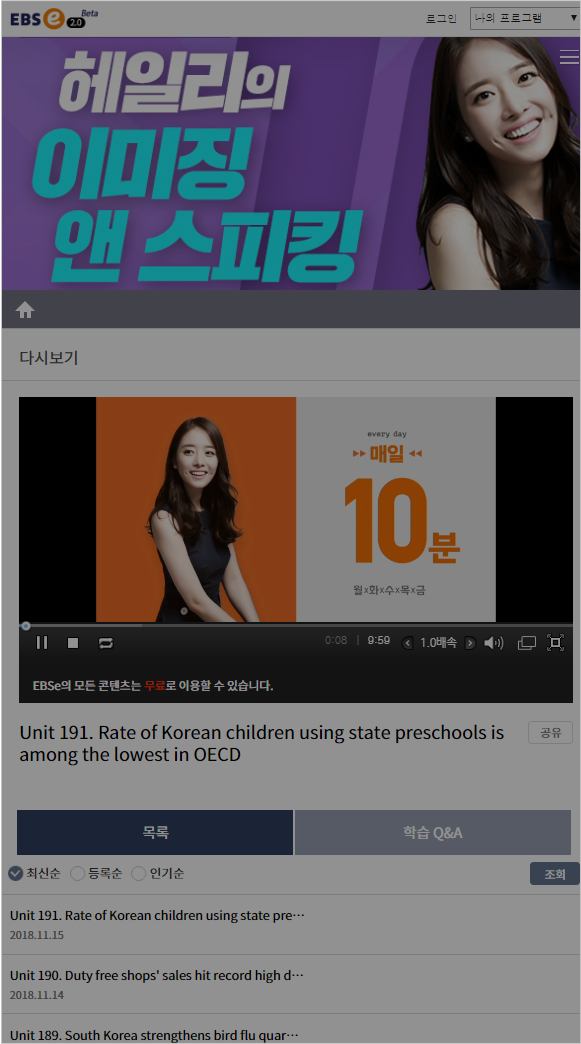 EBS e 2.0 Beta
로그인
나의 프로그램
헤일리의
이미징
앤 스피킹
다시보기
every day
매일
10분
월x화x수x목x금
0:08 | 9:59
1.0배속
EBSe의 모든 콘텐츠는 무료로 이용할 수 있습니다.
Unit 191. Rate of Korean children using state preschools is
among the lowest in OECD
공유
목록
학습 Q&A
최신순
등록순
인기순
조회
Unit 191. Rate of Korean children using state pre…
2018.11.15
Unit 190. Duty free shops' sales hit record high d…
2018.11.14
Unit 189. South Korea strengthens bird flu quar…